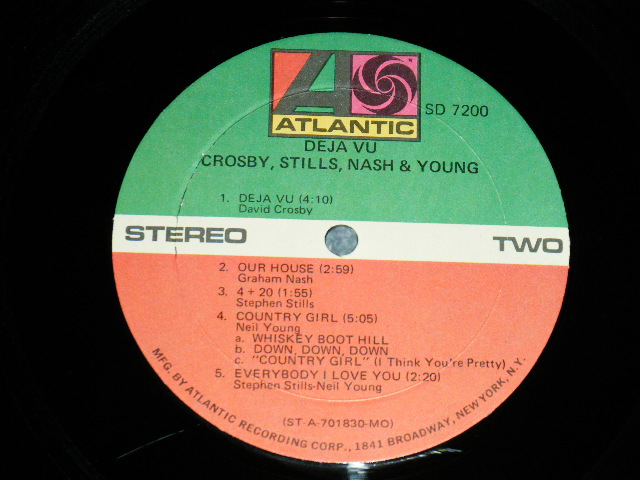 ATLANTIC
SD 7200
DEJA VU
CROSBY, STILLS, NASH & YOUNG
1. DEJA VU (4:10)
David Crosby
STEREO TWO
2. OUR HOUSE (2:59)
Graham Nash
3. 4 + 20 (1:55)
Stephen Stills
4. COUNTRY GIRL (5:05)
Neil Young
a. WHISKEY BOOT HILL
b. DOWN, DOWN, DOWN
c. "COUNTRY GIRL" (I Think You're Pretty)
5. EVERYBODY I LOVE YOU (2:20)
Stephen Stills-Neil Young
(ST-A-701830-MO)
MFG. BY ATLANTIC RECORDING CORP., 1841 BROADWAY, NEW YORK, N.Y.